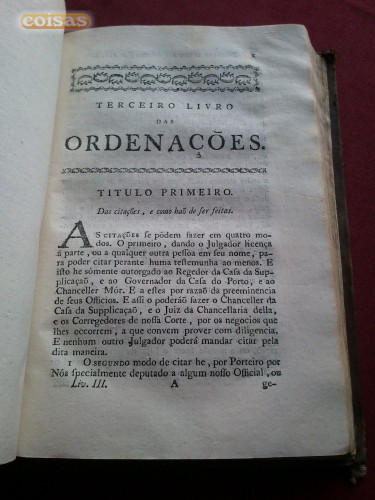 coisas
TERCEIRO LIVRO
DAS
ORDENAÇÕES.
TITULO PRIMEIRO.
Das citações, e como haõ de ser feitas.
AS CITAÇÕES se pódem fazer em quatro mo-
dos. O primeiro, dando o Julgador licença
á parte, ou a qualquer outra pessoa em seu nome, pa-
ra poder citar perante huma testemunha ao menos. E
isto he sómente outorgado ao Regedor da Casa da Sup-
plicaçaõ, e ao Governador da Casa do Porto, e ao
Chanceller Mór. E a estes por razaõ da preeminencia
de seus Officios. E assi o poderáõ fazer o Chanceller da
Casa da Supplicaçaõ, e o Juiz da Chancellaria della,
e os Corregedores de nossa Corte, por os negocios que
lhes occorrem, a que convem prover com diligencia.
E nenhum outro Julgador poderá mandar citar pela
dita maneira.
1 O SEGUNDO modo de citar he, por Porteiro por
Nós specialmente deputado a algum nosso Official, ou
Liv. III. A ge-